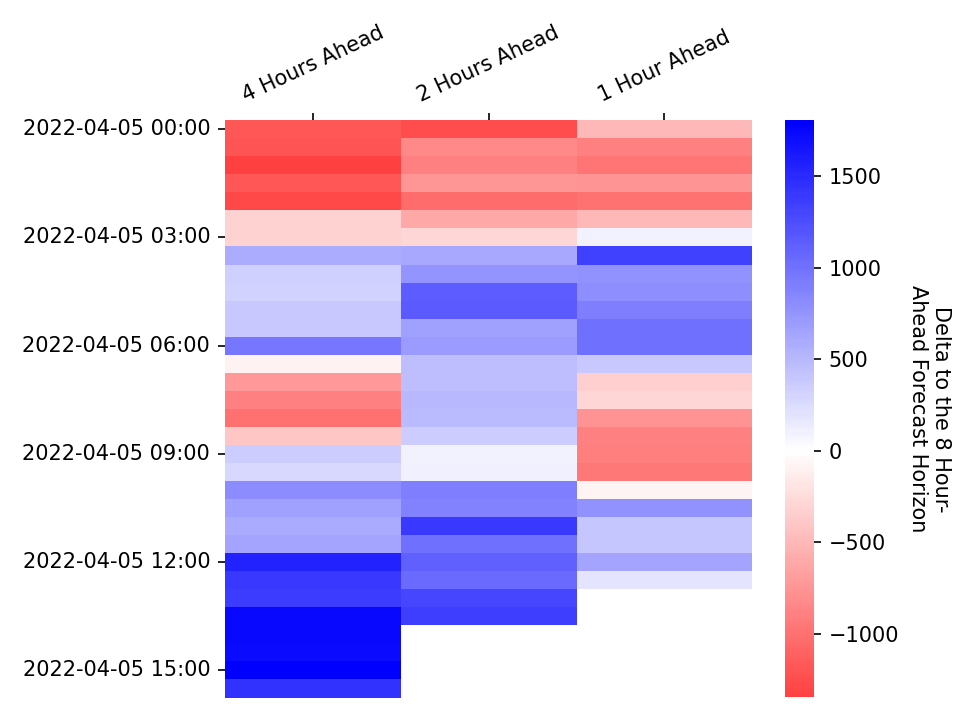 4 Hours Ahead
2 Hours Ahead
1 Hour Ahead
2022-04-05 00:00
2022-04-05 03:00
2022-04-05 06:00
2022-04-05 09:00
2022-04-05 12:00
2022-04-05 15:00
1500
1000
500
0
−500
−1000
Delta to the 8 Hour-
Ahead Forecast Horizon